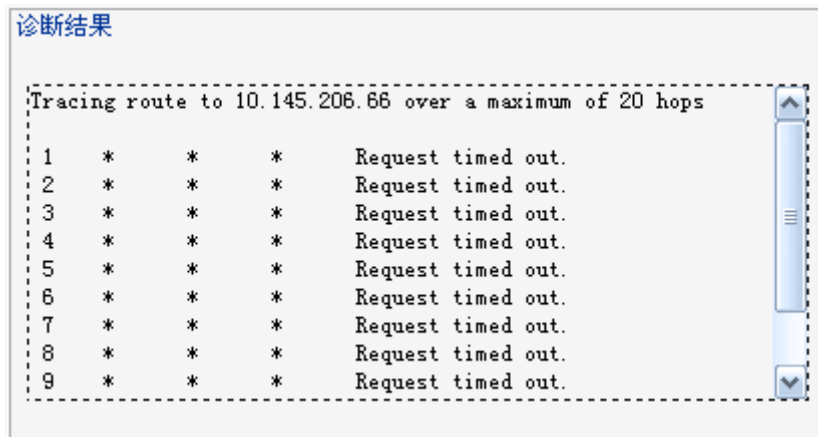 诊断结果
Tracing route to 10.145.206.66 over a maximum of 20 hops
1 * * * Request timed out.
2 * * * Request timed out.
3 * * * Request timed out.
4 * * * Request timed out.
5 * * * Request timed out.
6 * * * Request timed out.
7 * * * Request timed out.
8 * * * Request timed out.
9 * * * Request timed out.